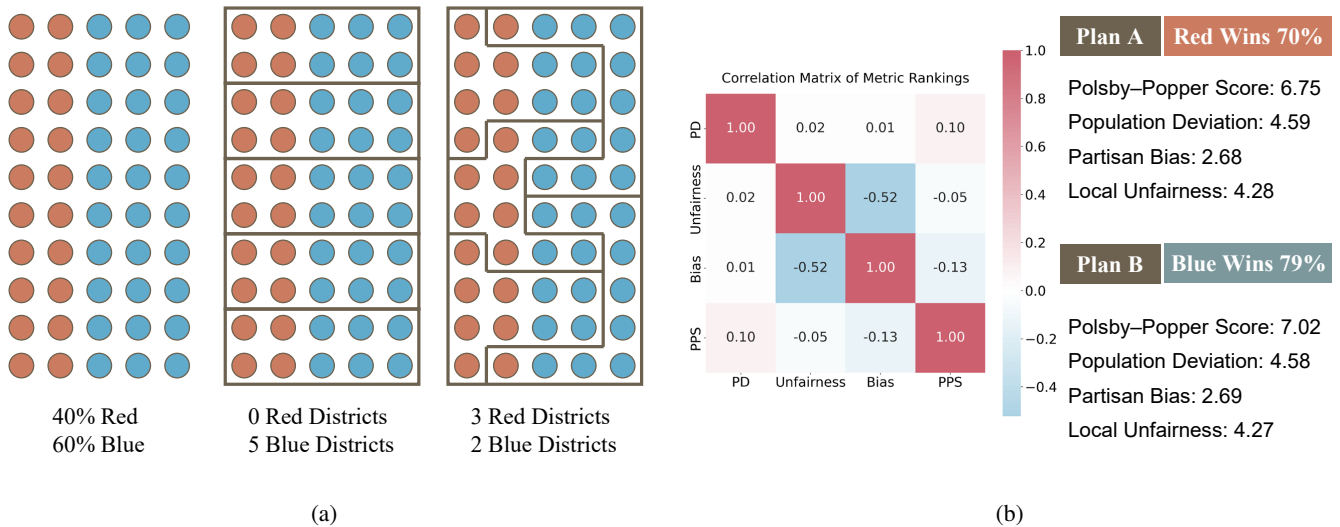 40% Red
60% Blue
0 Red Districts
5 Blue Districts
3 Red Districts
2 Blue Districts
(a)
Correlation Matrix of Metric Rankings
PD
Unfairness
Bias
PPS
1.00 0.02 0.01 0.10
0.02 1.00 -0.52 -0.05
0.01 -0.52 1.00 -0.13
0.10 -0.05 -0.13 1.00
PD Unfairness Bias PPS
1.0
0.8
0.6
0.4
0.2
0.0
−0.2
−0.4
Plan A Red Wins 70%
Polsby–Popper Score: 6.75
Population Deviation: 4.59
Partisan Bias: 2.68
Local Unfairness: 4.28
Plan B Blue Wins 79%
Polsby–Popper Score: 7.02
Population Deviation: 4.58
Partisan Bias: 2.69
Local Unfairness: 4.27
(b)